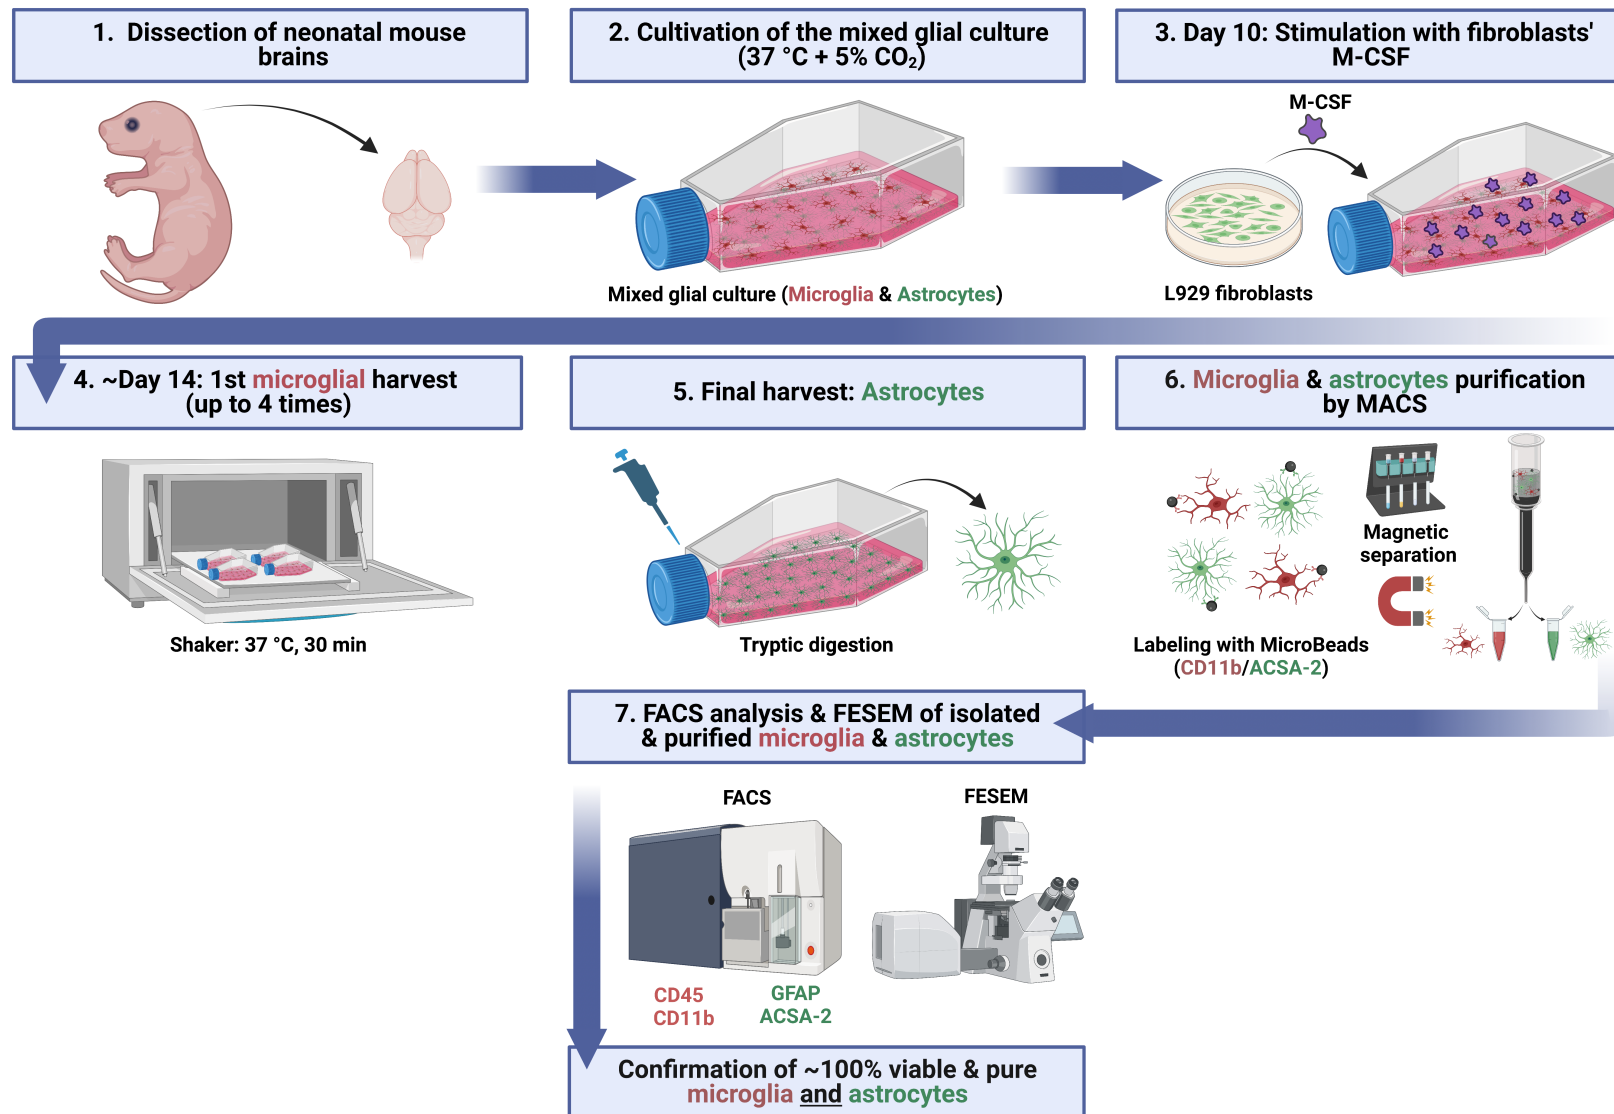 1. Dissection of neonatal mouse
brains
2. Cultivation of the mixed glial culture
(37 °C + 5% CO₂)
3. Day 10: Stimulation with fibroblasts'
M-CSF
M-CSF
Mixed glial culture (Microglia & Astrocytes)
L929 fibroblasts
4. ~Day 14: 1st microglial harvest
(up to 4 times)
5. Final harvest: Astrocytes
6. Microglia & astrocytes purification
by MACS
Magnetic
separation
Shaker: 37 °C, 30 min
Tryptic digestion
Labeling with MicroBeads
(CD11b/ACSA-2)
7. FACS analysis & FESEM of isolated
& purified microglia & astrocytes
FACS
FESEM
CD45
CD11b
GFAP
ACSA-2
Confirmation of ~100% viable & pure
microglia and astrocytes